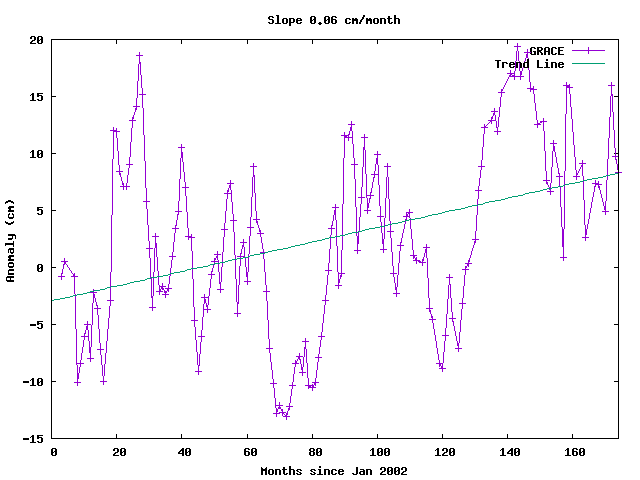 Slope 0.06 cm/month
20
GRACE
Trend Line
15
10
5
0
-5
-10
-15
Anomaly (cm)
0 20 40 60 80 100 120 140 160
Months since Jan 2002